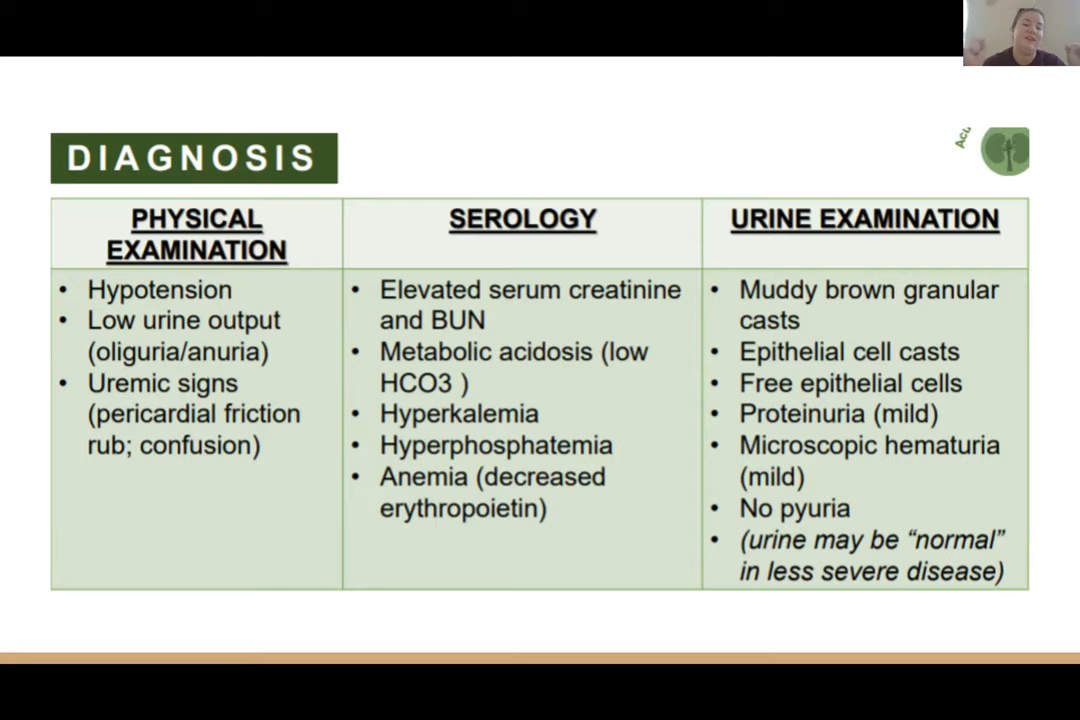 DIAGNOSIS
Acu
PHYSICAL
EXAMINATION
• Hypotension
• Low urine output
(oliguria/anuria)
• Uremic signs
(pericardial friction
rub; confusion)
SEROLOGY
• Elevated serum creatinine
and BUN
• Metabolic acidosis (low
HCO3 )
• Hyperkalemia
• Hyperphosphatemia
• Anemia (decreased
erythropoietin)
URINE EXAMINATION
• Muddy brown granular
casts
• Epithelial cell casts
• Free epithelial cells
• Proteinuria (mild)
• Microscopic hematuria
(mild)
• No pyuria
• (urine may be “normal”
in less severe disease)